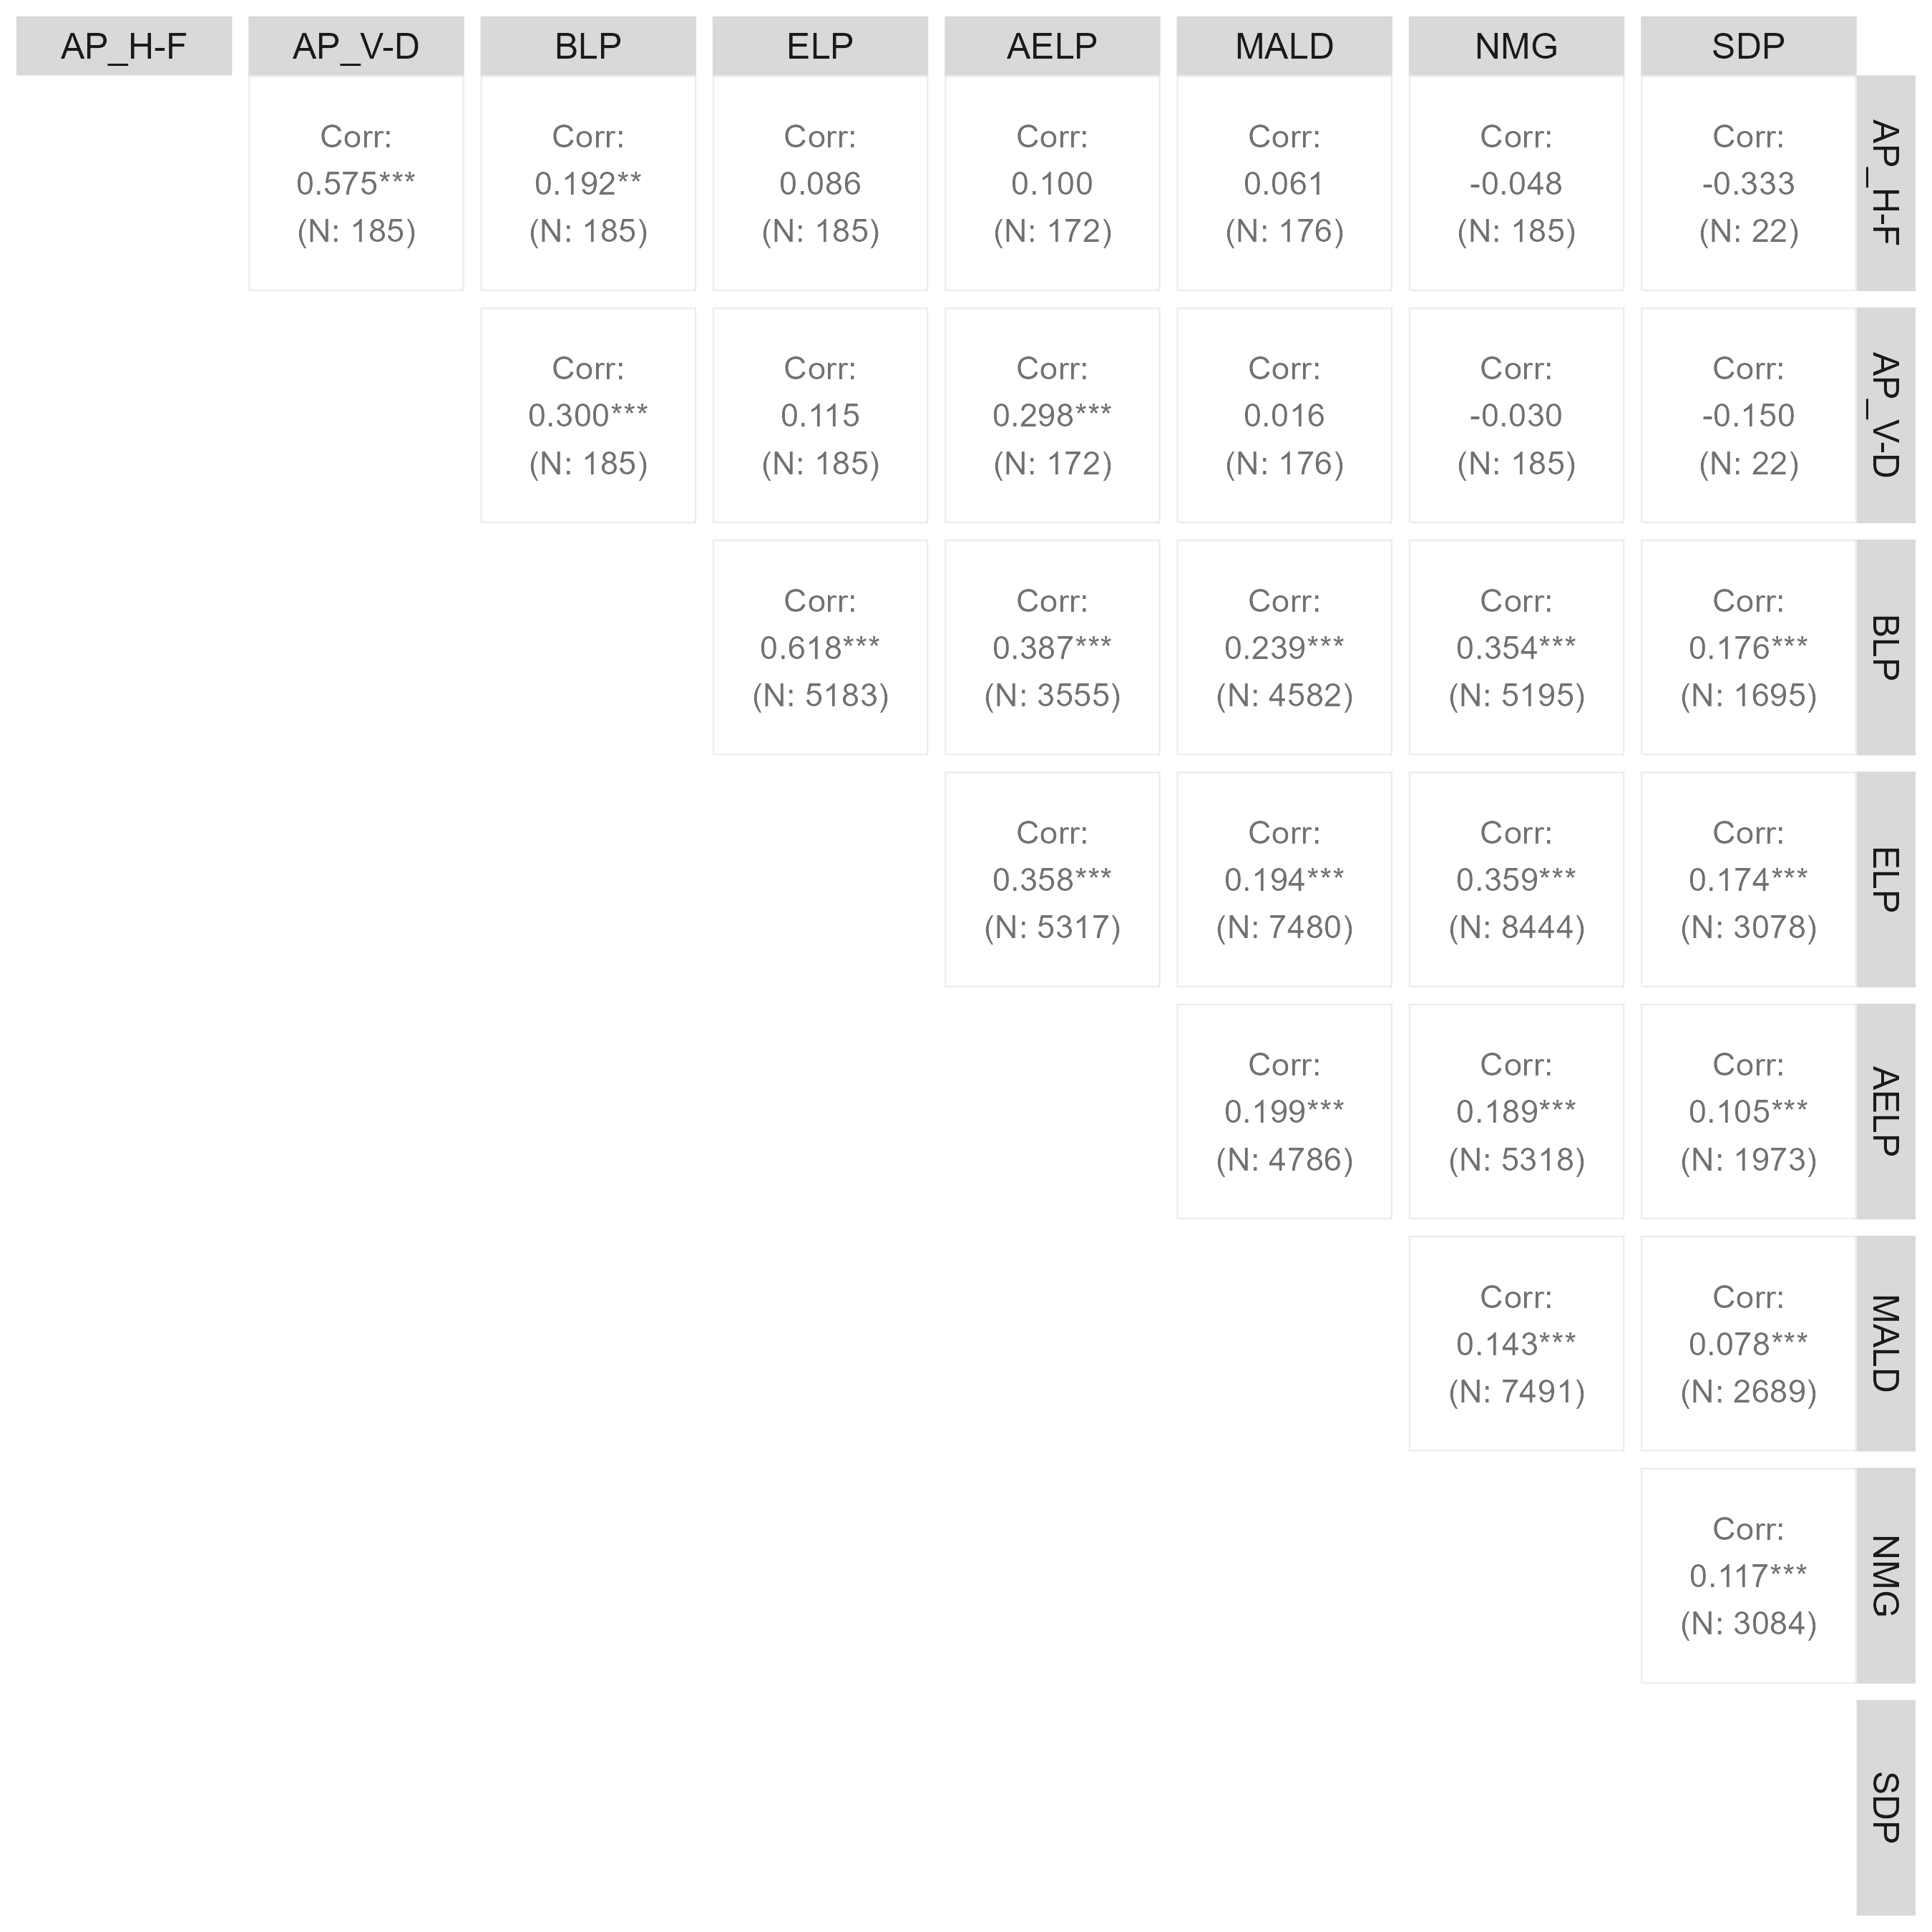 AP_H-F AP_V-D BLP ELP AELP MALD NMG SDP
Corr: Corr: Corr: Corr: Corr: Corr: Corr:
0.575*** 0.192** 0.086 0.100 0.061 -0.048 -0.333
(N: 185) (N: 185) (N: 185) (N: 172) (N: 176) (N: 185) (N: 22)
AP_H-F
Corr: Corr: Corr: Corr: Corr: Corr:
0.300*** 0.115 0.298*** 0.016 -0.030 -0.150
(N: 185) (N: 185) (N: 172) (N: 176) (N: 185) (N: 22)
AP_V-D
Corr: Corr: Corr: Corr: Corr:
0.618*** 0.387*** 0.239*** 0.354*** 0.176***
(N: 5183) (N: 3555) (N: 4582) (N: 5195) (N: 1695)
BLP
Corr: Corr: Corr: Corr:
0.358*** 0.194*** 0.359*** 0.174***
(N: 5317) (N: 7480) (N: 8444) (N: 3078)
ELP
Corr: Corr: Corr:
0.199*** 0.189*** 0.105***
(N: 4786) (N: 5318) (N: 1973)
AELP
Corr: Corr:
0.143*** 0.078***
(N: 7491) (N: 2689)
MALD
Corr:
0.117***
(N: 3084)
NMG
SDP